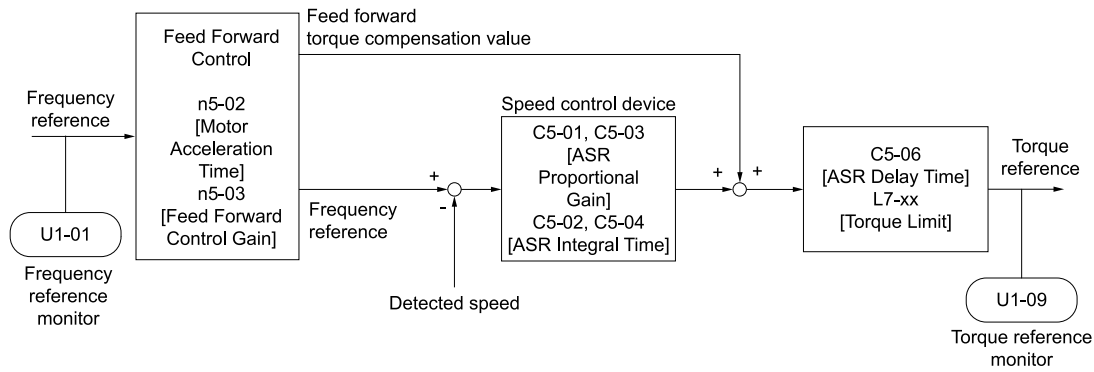 Feed forward
torque compensation value
Feed Forward
Control
n5-02
[Motor
Acceleration
Time]
n5-03
[Feed Forward
Control Gain]
Frequency
reference
U1-01
Frequency
reference
monitor
+
-
Frequency
reference
Detected speed
Speed control device
C5-01, C5-03
[ASR
Proportional
Gain]
C5-02, C5-04
[ASR Integral Time]
+
+
C5-06
[ASR Delay Time]
L7-xx
[Torque Limit]
Torque
reference
U1-09
Torque reference
monitor